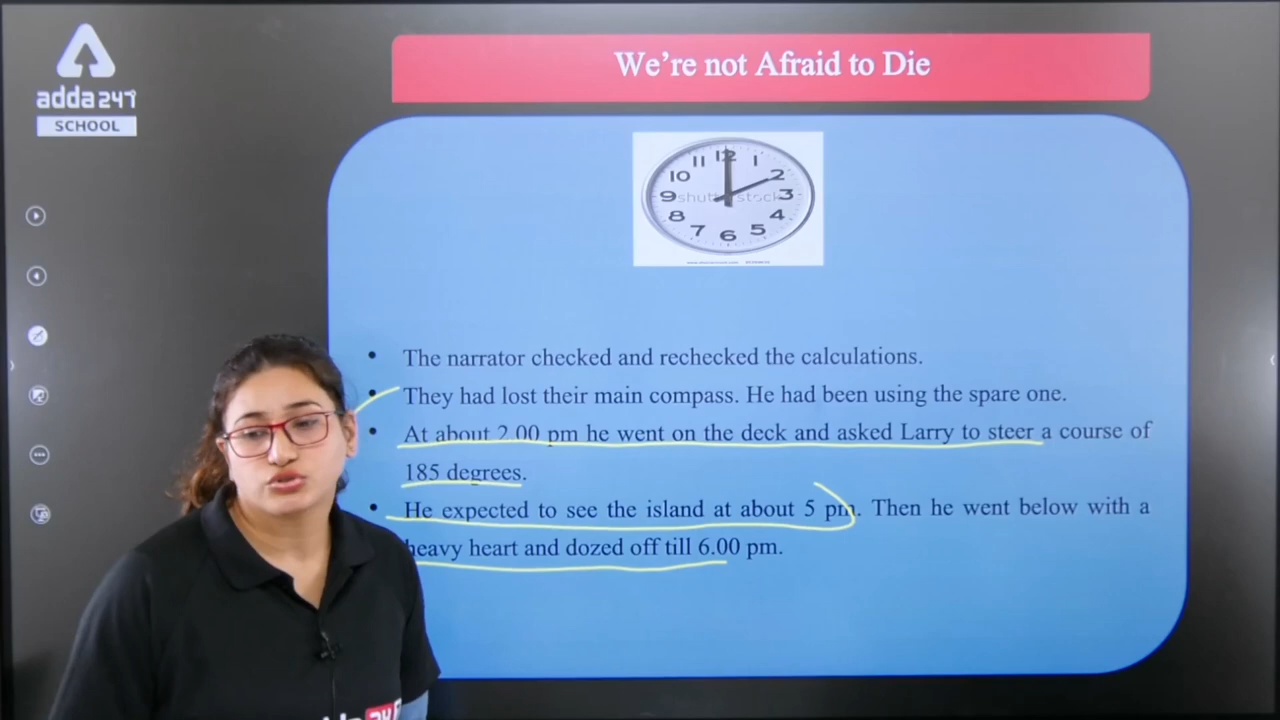 adda247
SCHOOL
We're not Afraid to Die
11 12 1
10 2
9 3
8 4
7 6 5
shutterstock
The narrator checked and rechecked the calculations.
They had lost their main compass. He had been using the spare one.
At about 2.00 pm he went on the deck and asked Larry to steer a course of
185 degrees.
He expected to see the island at about 5 pm. Then he went below with a
heavy heart and dozed off till 6.00 pm.